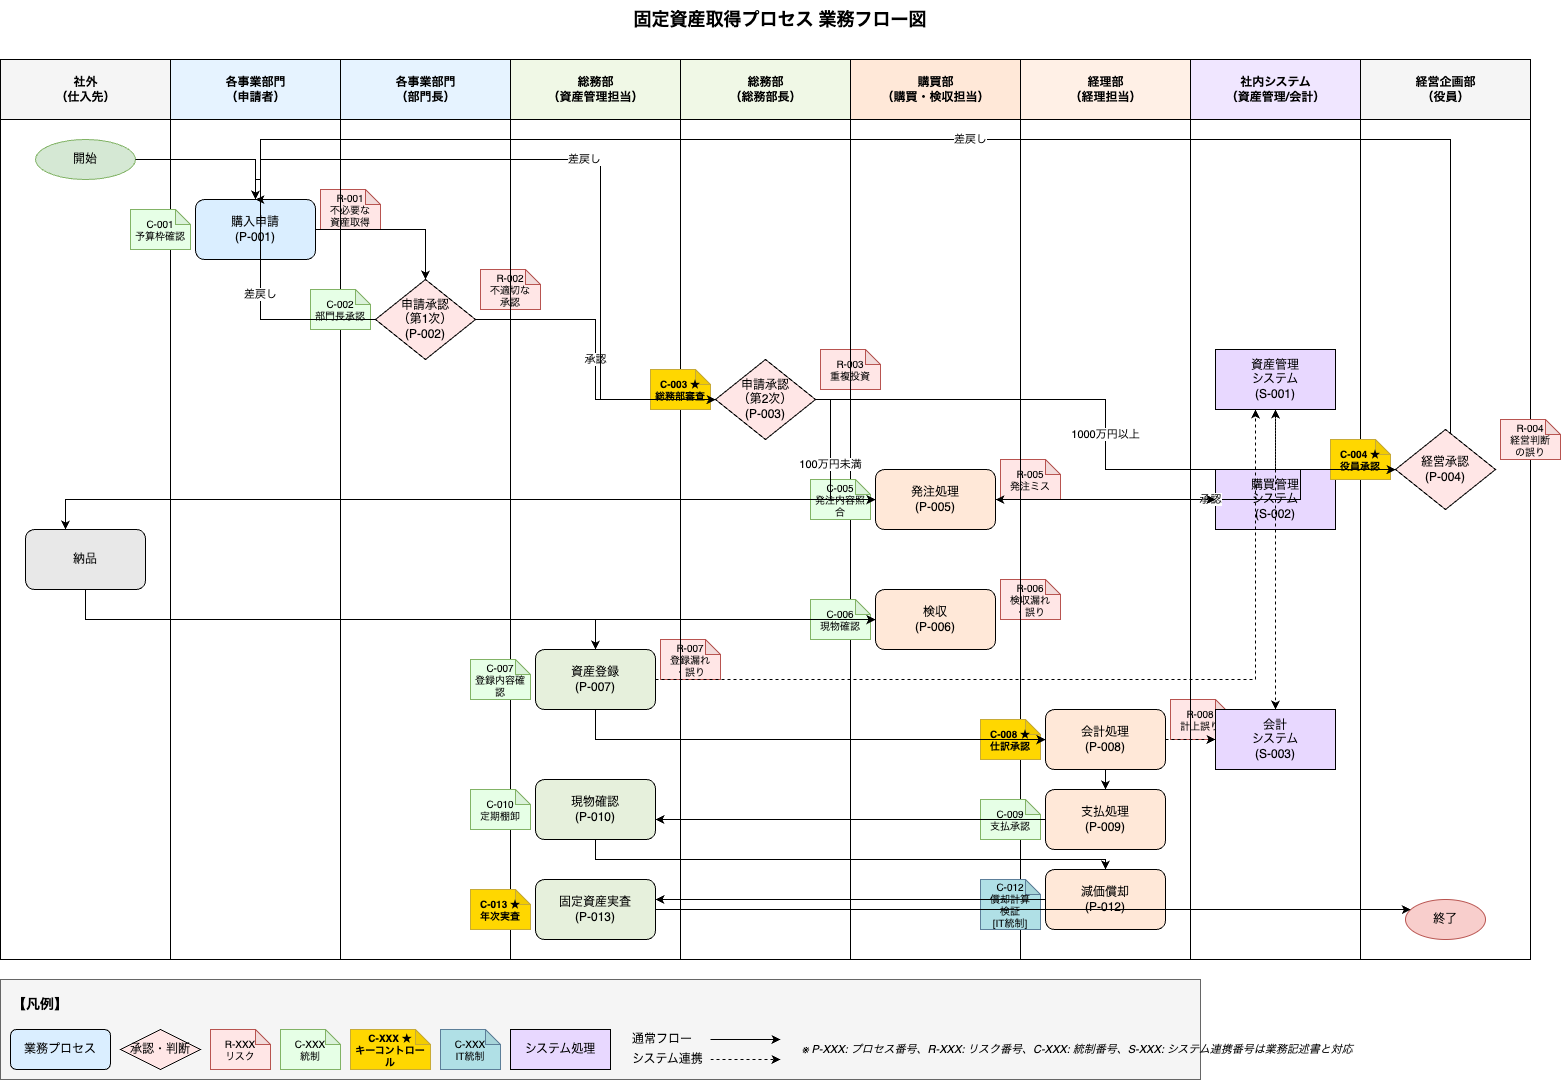 固定資産取得プロセス 業務フロー図
社外
（仕入先）
各事業部門
（申請者）
各事業部門
（部門長）
総務部
（資産管理担当）
総務部
（総務部長）
購買部
（購買・検収担当）
経理部
（経理担当）
社内システム
（資産管理/会計）
経営企画部
（役員）
差戻し
開始
差戻し
R-001
不必要な
資産取得
C-001
予算枠確認
購入申請
(P-001)
差戻し
C-002
部門長承認
申請承認
（第1次）
(P-002)
R-002
不適切な
承認
承認
C-003 ★
総務部審査
申請承認
（第2次）
(P-003)
R-003
重複投資
資産管理
システム
(S-001)
1000万円以上
100万円未満
C-004 ★
役員承認
経営承認
(P-004)
R-004
経営判断
の誤り
C-005
発注内容照
合
発注処理
(P-005)
R-005
発注ミス
承認
購買管理
システム
(S-002)
納品
C-006
現物確認
検収
(P-006)
R-006
検収漏れ
・誤り
C-007
登録内容確
認
資産登録
(P-007)
R-007
登録漏れ
・誤り
C-008 ★
仕訳承認
会計処理
(P-008)
R-008
計上誤り
会計
システム
(S-003)
C-010
定期棚卸
現物確認
(P-010)
C-009
支払承認
支払処理
(P-009)
C-013 ★
年次実査
固定資産実査
(P-013)
C-012
償却計算
検証
[IT統制]
減価償却
(P-012)
終了
【凡例】
業務プロセス
承認・判断
R-XXX
リスク
C-XXX
統制
C-XXX ★
キーコントロー
ル
C-XXX
IT統制
システム処理
通常フロー
システム連携
※ P-XXX: プロセス番号、R-XXX: リスク番号、C-XXX: 統制番号、S-XXX: システム連携番号は業務記述書と対応